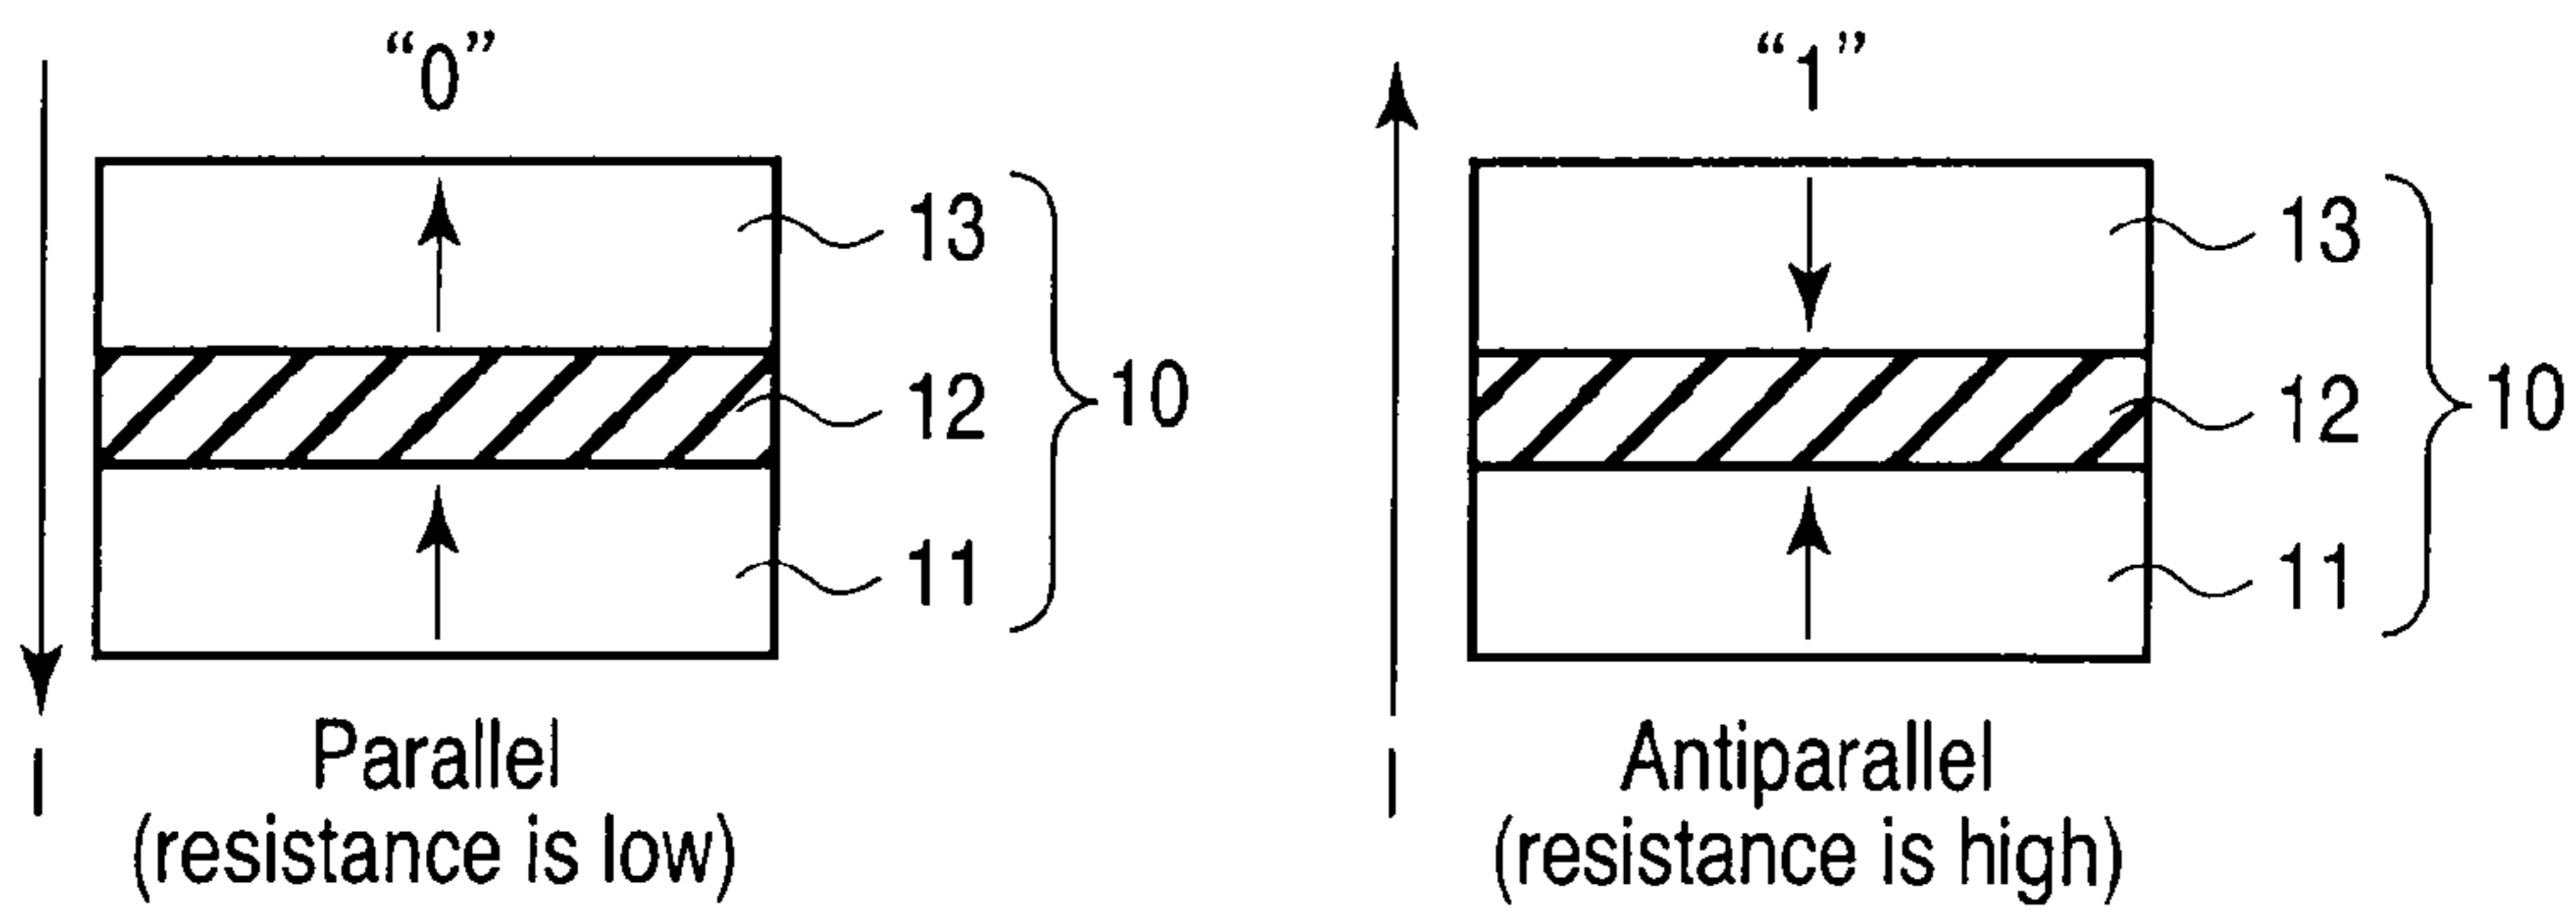 “0”
13
12
10
11
I
Parallel
(resistance is low)
“1”
13
12
10
11
I
Antiparallel
(resistance is high)